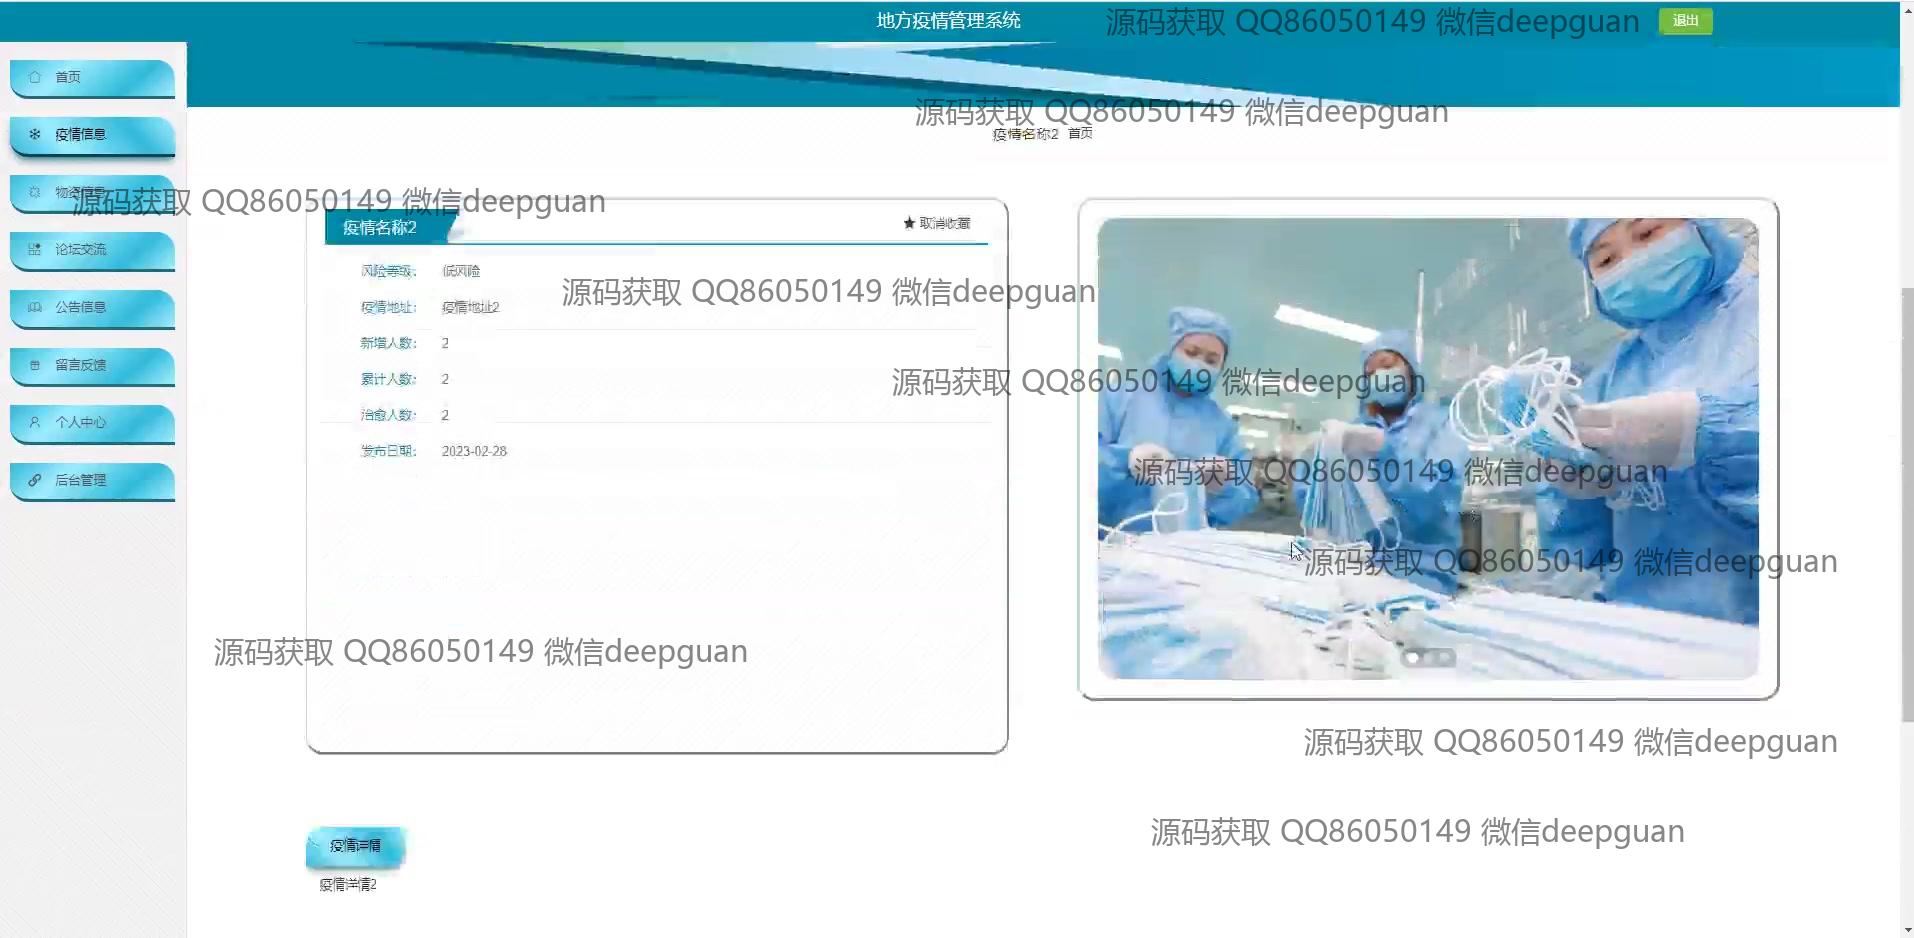 地方疫情管理系统
源码获取 QQ86050149 微信deepguan
退出
首页
疫情信息
物资信息
论坛交流
公告信息
留言反馈
个人中心
后台管理
源码获取 QQ86050149 微信deepguan
疫情名称2 首页
源码获取 QQ86050149 微信deepguan
疫情名称2
★ 取消收藏
风险等级: 低风险
源码获取 QQ86050149 微信deepguan
疫情地址: 疫情地址2
新增人数: 2
累计人数: 2
源码获取 QQ86050149 微信deepguan
治愈人数: 2
发布日期: 2023-02-28
源码获取 QQ86050149 微信deepguan
源码获取 QQ86050149 微信deepguan
源码获取 QQ86050149 微信deepguan
源码获取 QQ86050149 微信deepguan
源码获取 QQ86050149 微信deepguan
疫情详情
疫情详情2